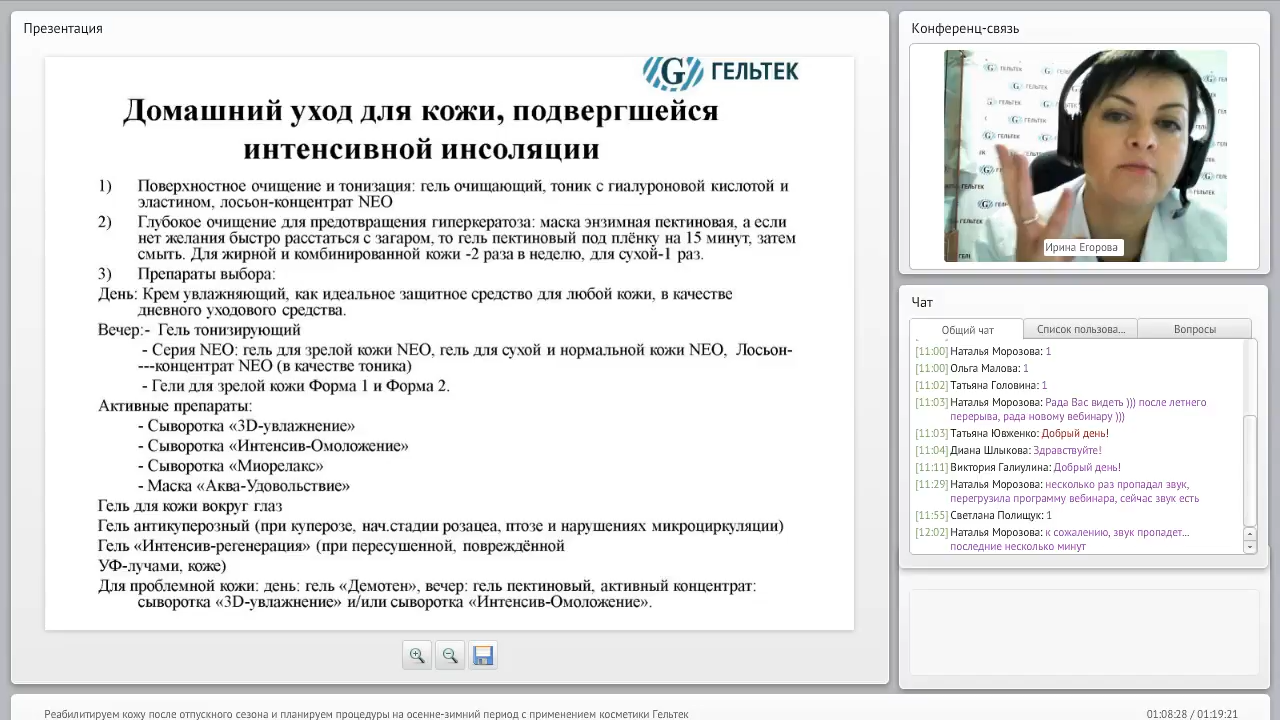 Презентация
ГЕЛЬТЕК
Домашний уход для кожи, подвергшейся
интенсивной инсоляции
1) Поверхностное очищение и тонизация: гель очищающий, тоник с гиалуроновой кислотой и
эластином, лосьон-концентрат NEO
2) Глубокое очищение для предотвращения гиперкератоза: маска энзимная пектиновая, а если
нет желания быстро расстаться с загаром, то гель пектиновый под плёнку на 15 минут, затем
смыть. Для жирной и комбинированной кожи -2 раза в неделю, для сухой-1 раз.
3) Препараты выбора:
День: Крем увлажняющий, как идеальное защитное средство для любой кожи, в качестве
дневного уходового средства.
Вечер:- Гель тонизирующий
- Серия NEO: гель для зрелой кожи NEO, гель для сухой и нормальной кожи NEO, Лосьон-
---концентрат NEO (в качестве тоника)
- Гели для зрелой кожи Форма 1 и Форма 2.
Активные препараты:
- Сыворотка «3D-увлажнение»
- Сыворотка «Интенсив-Омоложение»
- Сыворотка «Миорелакс»
- Маска «Аква-Удовольствие»
Гель для кожи вокруг глаз
Гель антикуперозный (при куперозе, нач.стадии розацеа, птозе и нарушениях микроциркуляции)
Гель «Интенсив-регенерация» (при пересушенной, повреждённой
УФ-лучами, коже)
Для проблемной кожи: день: гель «Демотен», вечер: гель пектиновый, активный концентрат:
сыворотка «3D-увлажнение» и/или сыворотка «Интенсив-Омоложение».
Конференц-связь
Ирина Егорова
Чат
Общий чат
Список пользова...
Вопросы
[11:00] Наталья Морозова: 1
[11:00] Ольга Малова: 1
[11:02] Татьяна Головина: 1
[11:03] Наталья Морозова: Рада Вас видеть ))) после летнего
перерыва, рада новому вебинару )))
[11:03] Татьяна Ювженко: Добрый день!
[11:04] Диана Шлыкова: Здравствуйте!
[11:11] Виктория Галиулина: Добрый день!
[11:29] Наталья Морозова: несколько раз пропадал звук,
перегрузила программу вебинара, сейчас звук есть
[11:55] Светлана Полищук: 1
[12:02] Наталья Морозова: к сожалению, звук пропадет...
последние несколько минут
Реабилитируем кожу после отпускного сезона и планируем процедуры на осенне-зимний период с применением косметики Гельтек
01:08:28 / 01:19:21